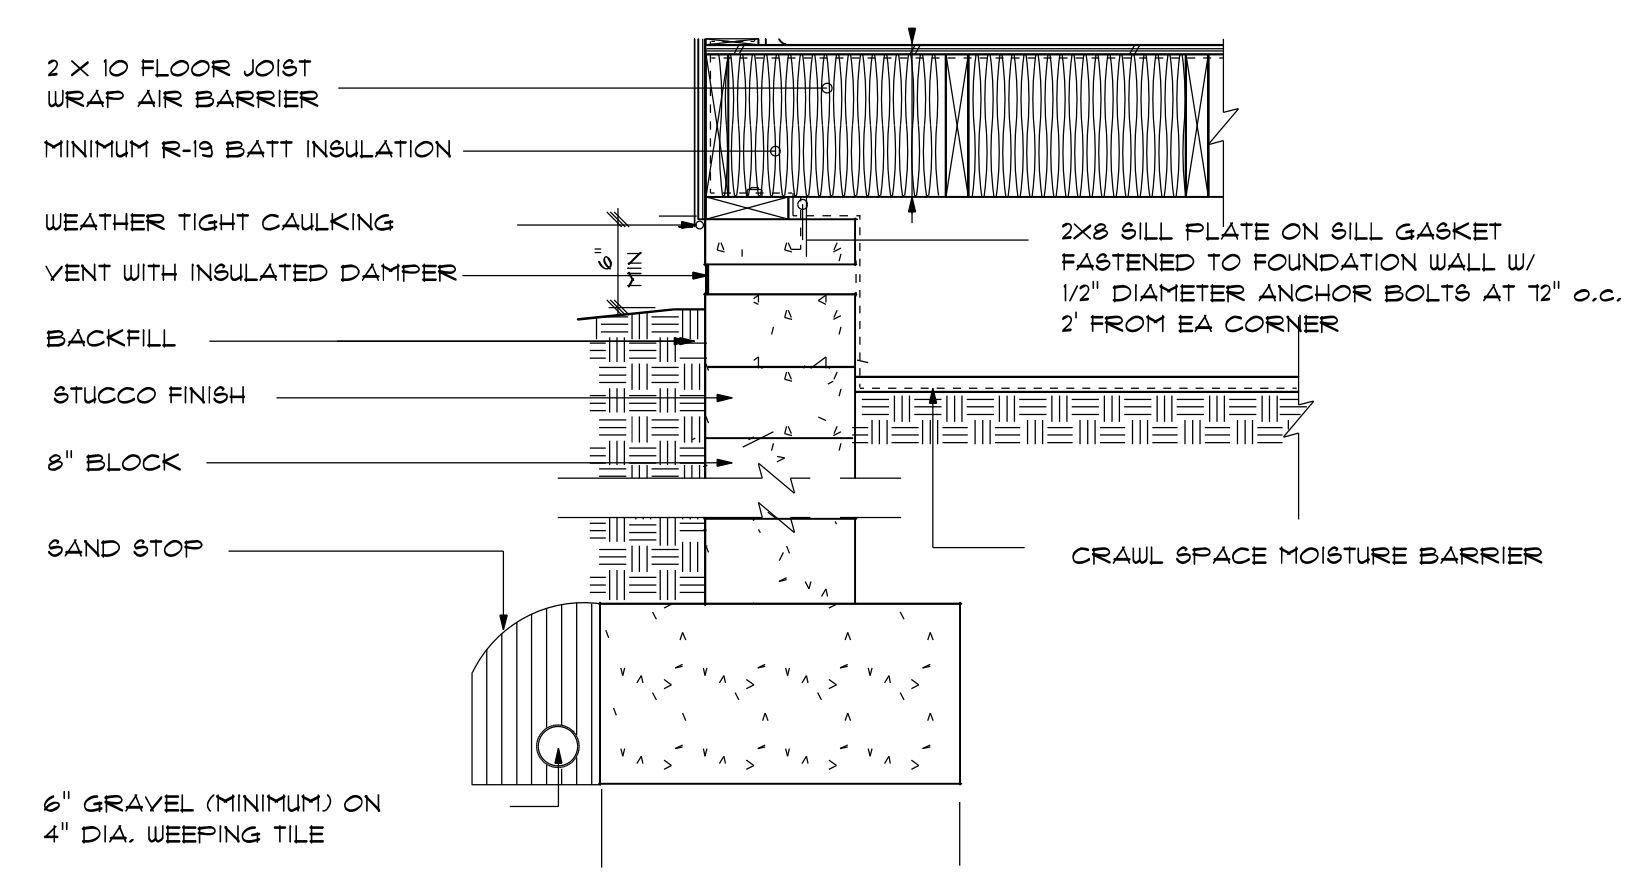 2 X 10 FLOOR JOIST
WRAP AIR BARRIER
MINIMUM R-19 BATT INSULATION
WEATHER TIGHT CAULKING
6"
MIN
VENT WITH INSULATED DAMPER
BACKFILL
STUCCO FINISH
8" BLOCK
SAND STOP
6" GRAVEL (MINIMUM) ON
4" DIA. WEEPING TILE
2X8 SILL PLATE ON SILL GASKET
FASTENED TO FOUNDATION WALL W/
1/2" DIAMETER ANCHOR BOLTS AT 72" o.c.
2' FROM EA CORNER
CRAWL SPACE MOISTURE BARRIER